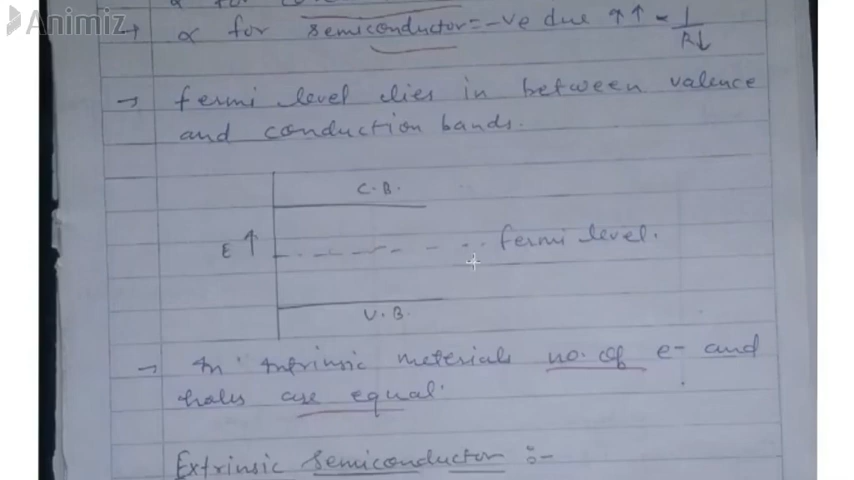 Animiz
→ α for semiconductor = -ve due ↑↑ ∝ 1/R↓
→ fermi level lies in between valence
and conduction bands.
C.B.
E ↑ fermi level.
V.B.
→ In intrinsic materials no. of e- and
holes are equal.
Extrinsic semiconductor :-